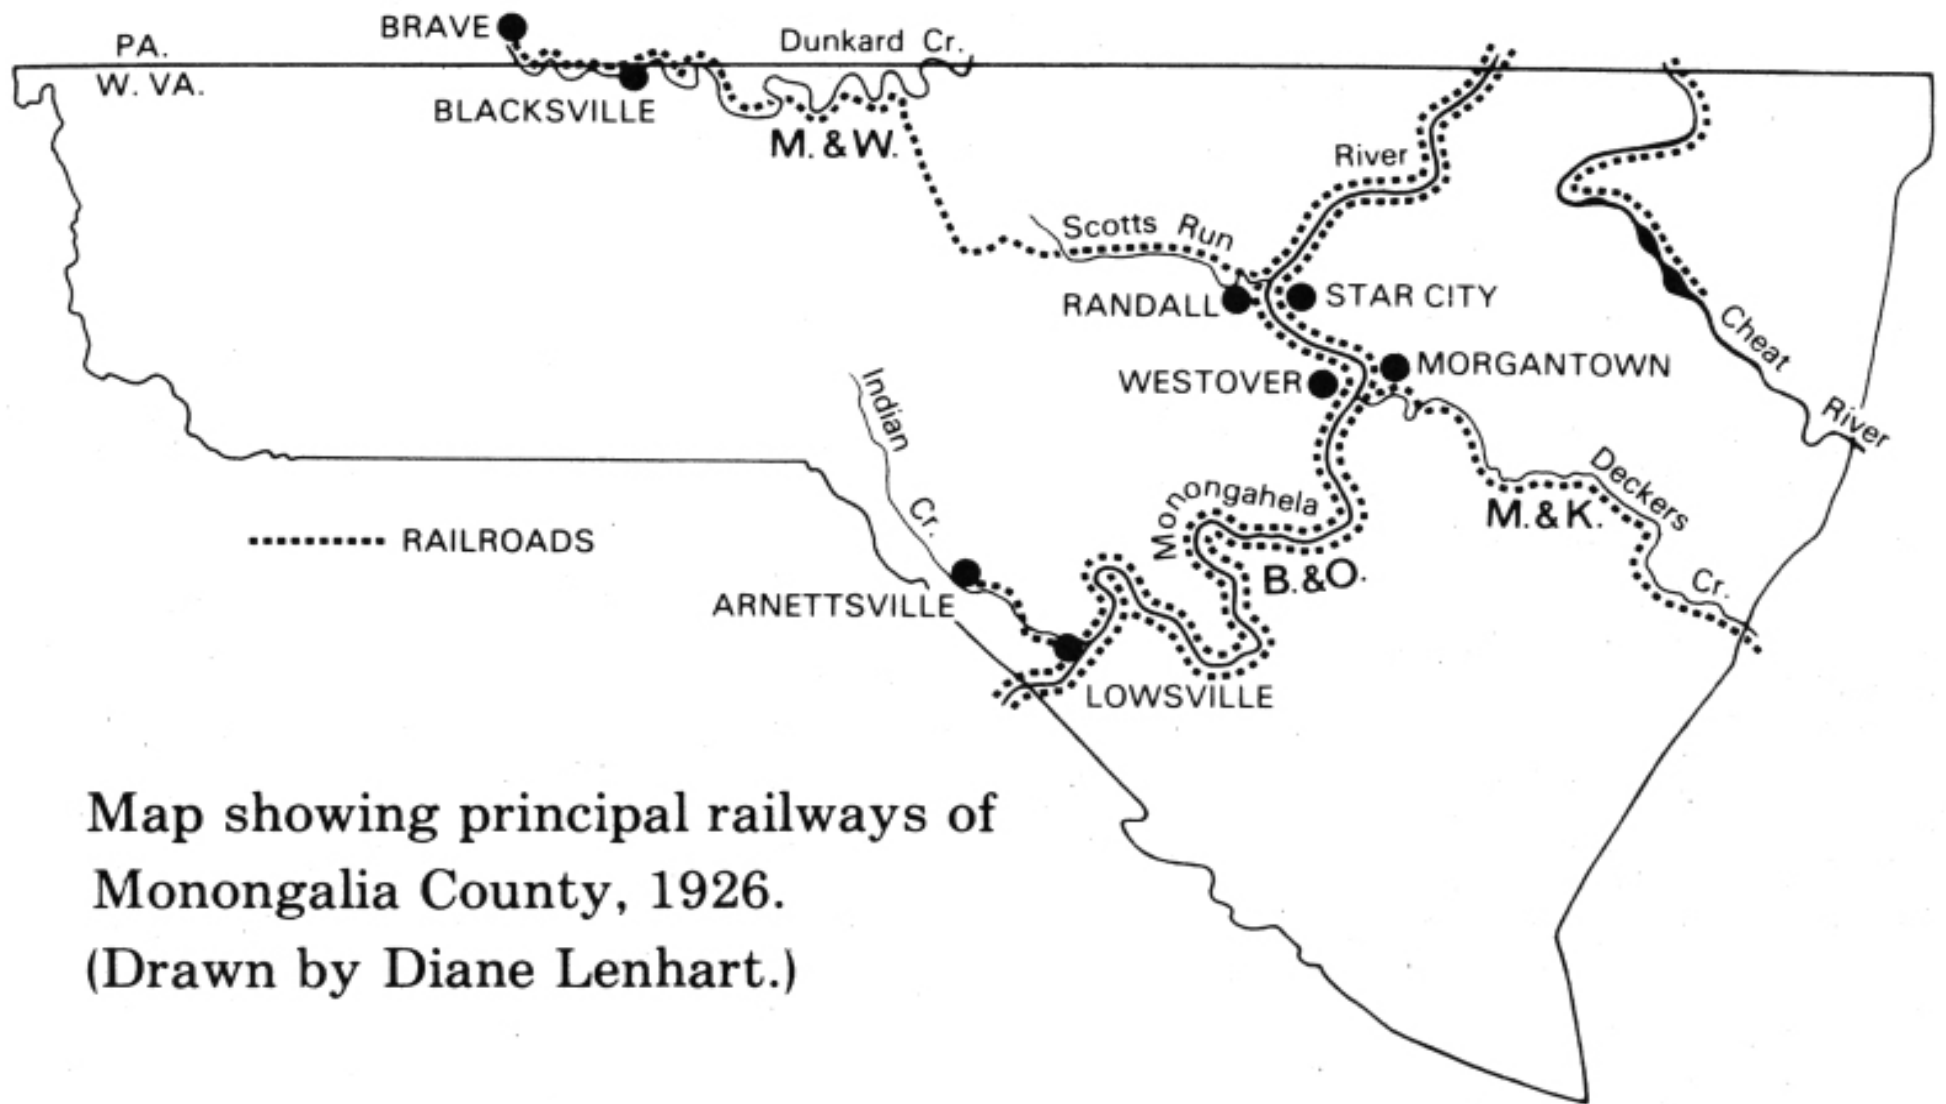 BRAVE
PA.
Dunkard Cr.
W. VA.
BLACKSVILLE
M. & W.
River
Scotts Run
RANDALL
STAR CITY
Cheat
River
WESTOVER
MORGANTOWN
Indian
Cr.
Monongahela
Deckers
Cr.
M. & K.
RAILROADS
B. & O.
ARNETTSVILLE
LOWSVILLE
Map showing principal railways of
Monongalia County, 1926.
(Drawn by Diane Lenhart.)